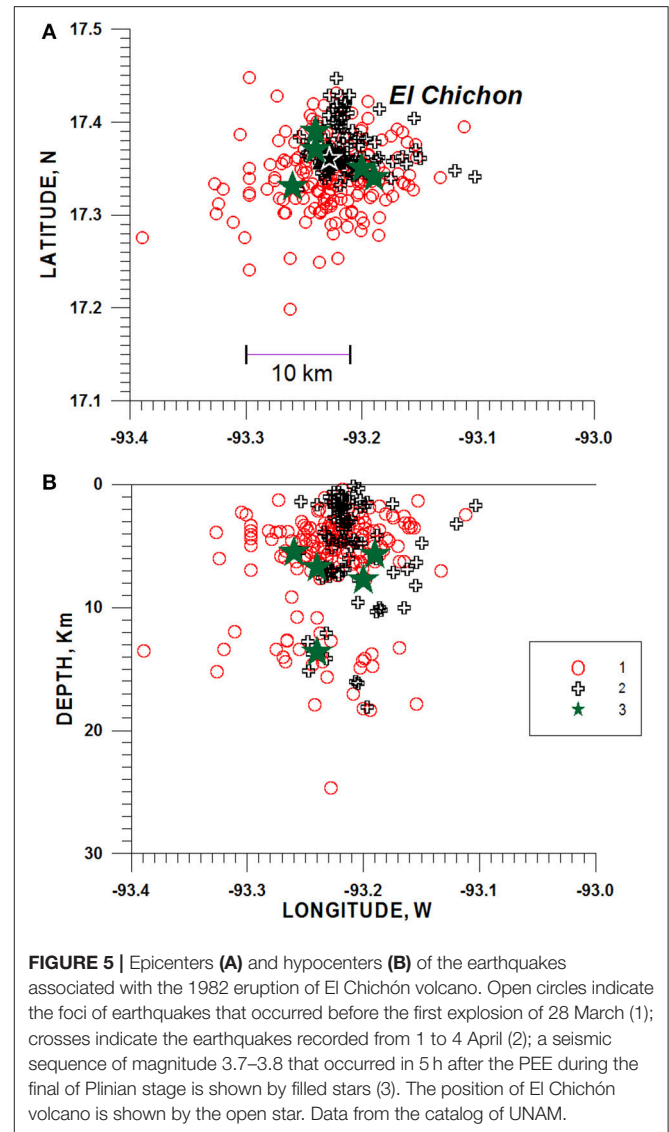 A
17.5
El Chichon
17.4
17.3
17.2
17.1
LATITUDE, N
10 km
-93.4 -93.3 -93.2 -93.1 -93.0
B
0
10
20
30
DEPTH, Km
1
2
3
-93.4 -93.3 -93.2 -93.1 -93.0
LONGITUDE, W
FIGURE 5 | Epicenters (A) and hypocenters (B) of the earthquakes
associated with the 1982 eruption of El Chichón volcano. Open circles indicate
the foci of earthquakes that occurred before the first explosion of 28 March (1);
crosses indicate the earthquakes recorded from 1 to 4 April (2); a seismic
sequence of magnitude 3.7–3.8 that occurred in 5 h after the PEE during the
final of Plinian stage is shown by filled stars (3). The position of El Chichón
volcano is shown by the open star. Data from the catalog of UNAM.